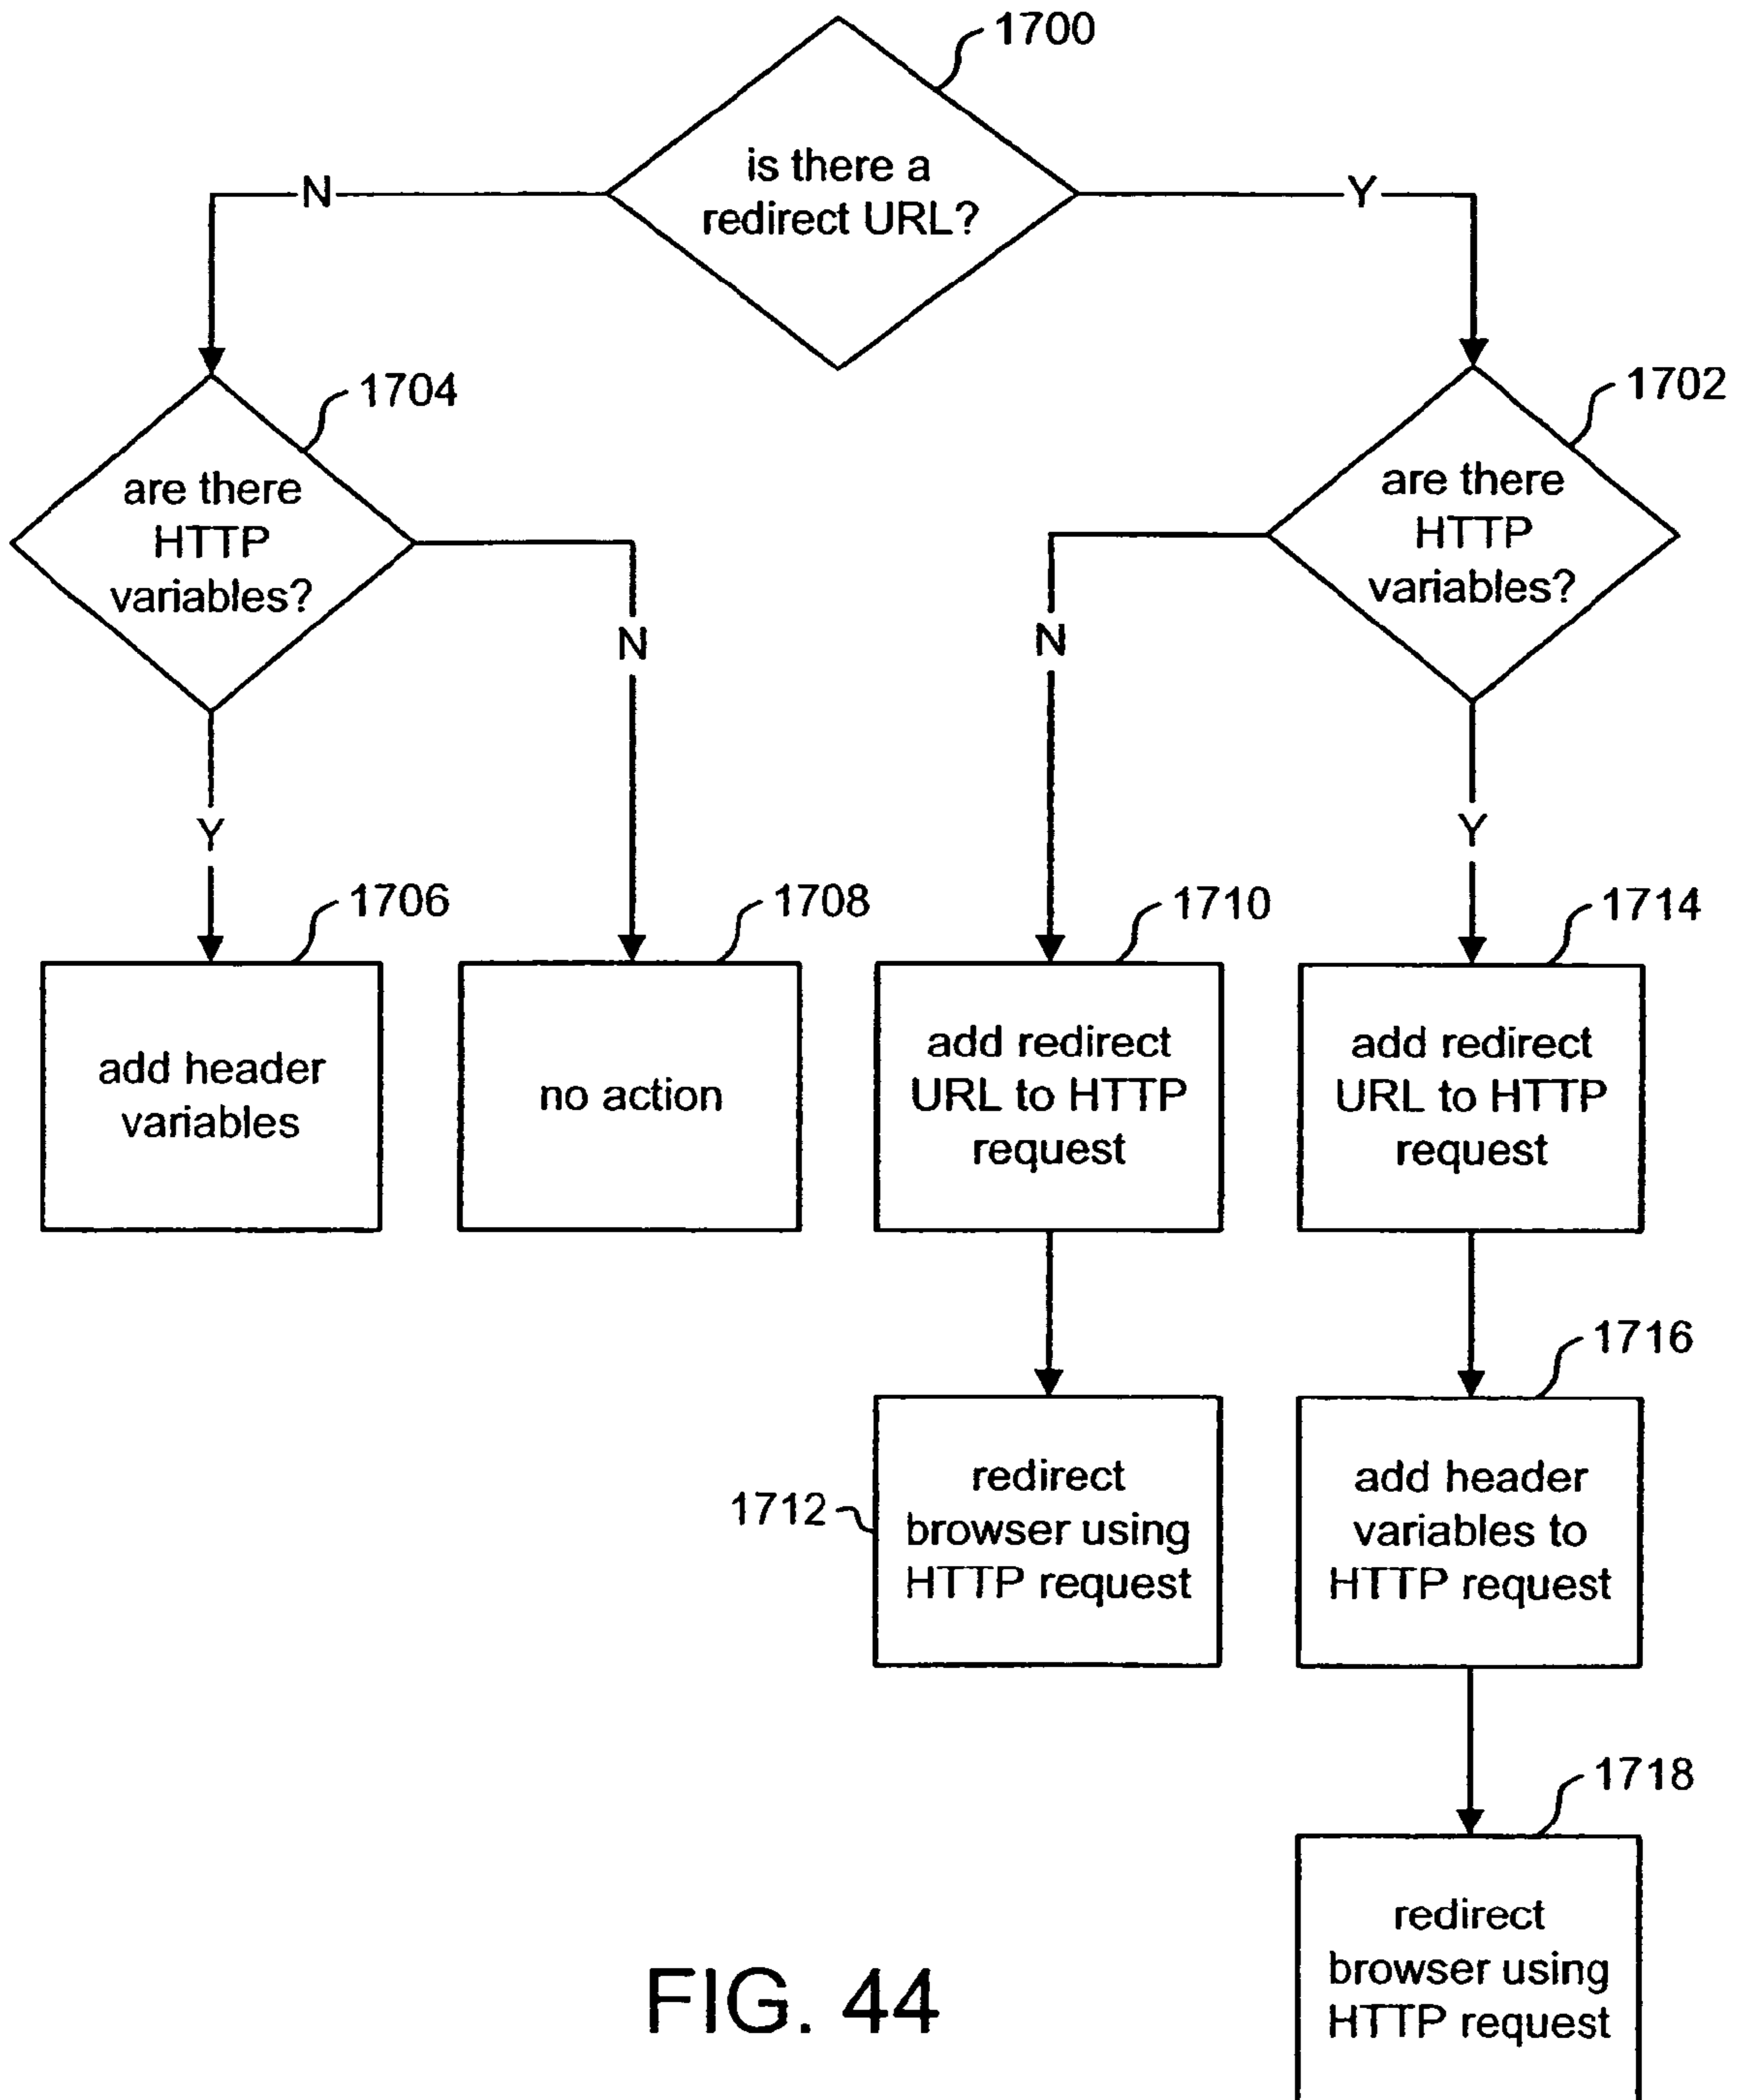 1700
is there a
redirect URL?
N
Y
1704
are there
HTTP
variables?
1702
are there
HTTP
variables?
N
N
Y
Y
1706
add header
variables
1708
no action
1710
add redirect
URL to HTTP
request
1714
add redirect
URL to HTTP
request
1712
redirect
browser using
HTTP request
1716
add header
variables to
HTTP request
1718
redirect
browser using
HTTP request
FIG. 44